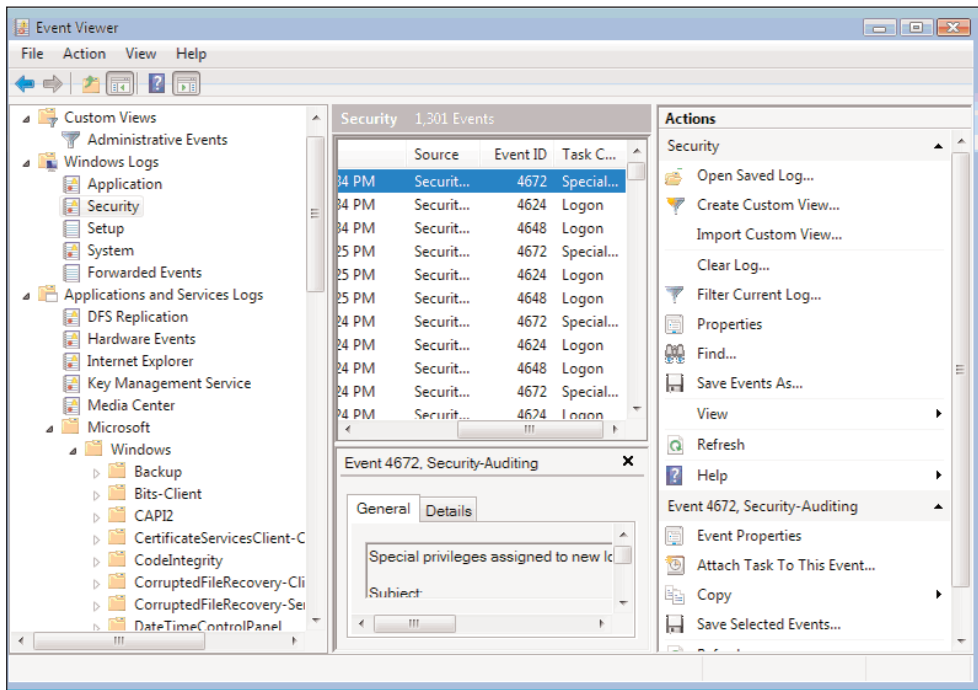 Event Viewer
File Action View Help
Custom Views
Administrative Events
Windows Logs
Application
Security
Setup
System
Forwarded Events
Applications and Services Logs
DFS Replication
Hardware Events
Internet Explorer
Key Management Service
Media Center
Microsoft
Windows
Backup
Bits-Client
CAPI2
CertificateServicesClient-C
CodeIntegrity
CorruptedFileRecovery-Cli
CorruptedFileRecovery-Ser
DateTimeControlPanel
Security 1,301 Events
Source Event ID Task C...
34 PM Securit... 4672 Special...
34 PM Securit... 4624 Logon
34 PM Securit... 4648 Logon
25 PM Securit... 4672 Special...
25 PM Securit... 4624 Logon
25 PM Securit... 4648 Logon
24 PM Securit... 4672 Special...
24 PM Securit... 4624 Logon
24 PM Securit... 4648 Logon
24 PM Securit... 4672 Special...
24 PM Securit... 4624 Logon
Event 4672, Security-Auditing
General Details
Special privileges assigned to new lo
Subject:
Actions
Security
Open Saved Log...
Create Custom View...
Import Custom View...
Clear Log...
Filter Current Log...
Properties
Find...
Save Events As...
View
Refresh
Help
Event 4672, Security-Auditing
Event Properties
Attach Task To This Event...
Copy
Save Selected Events...